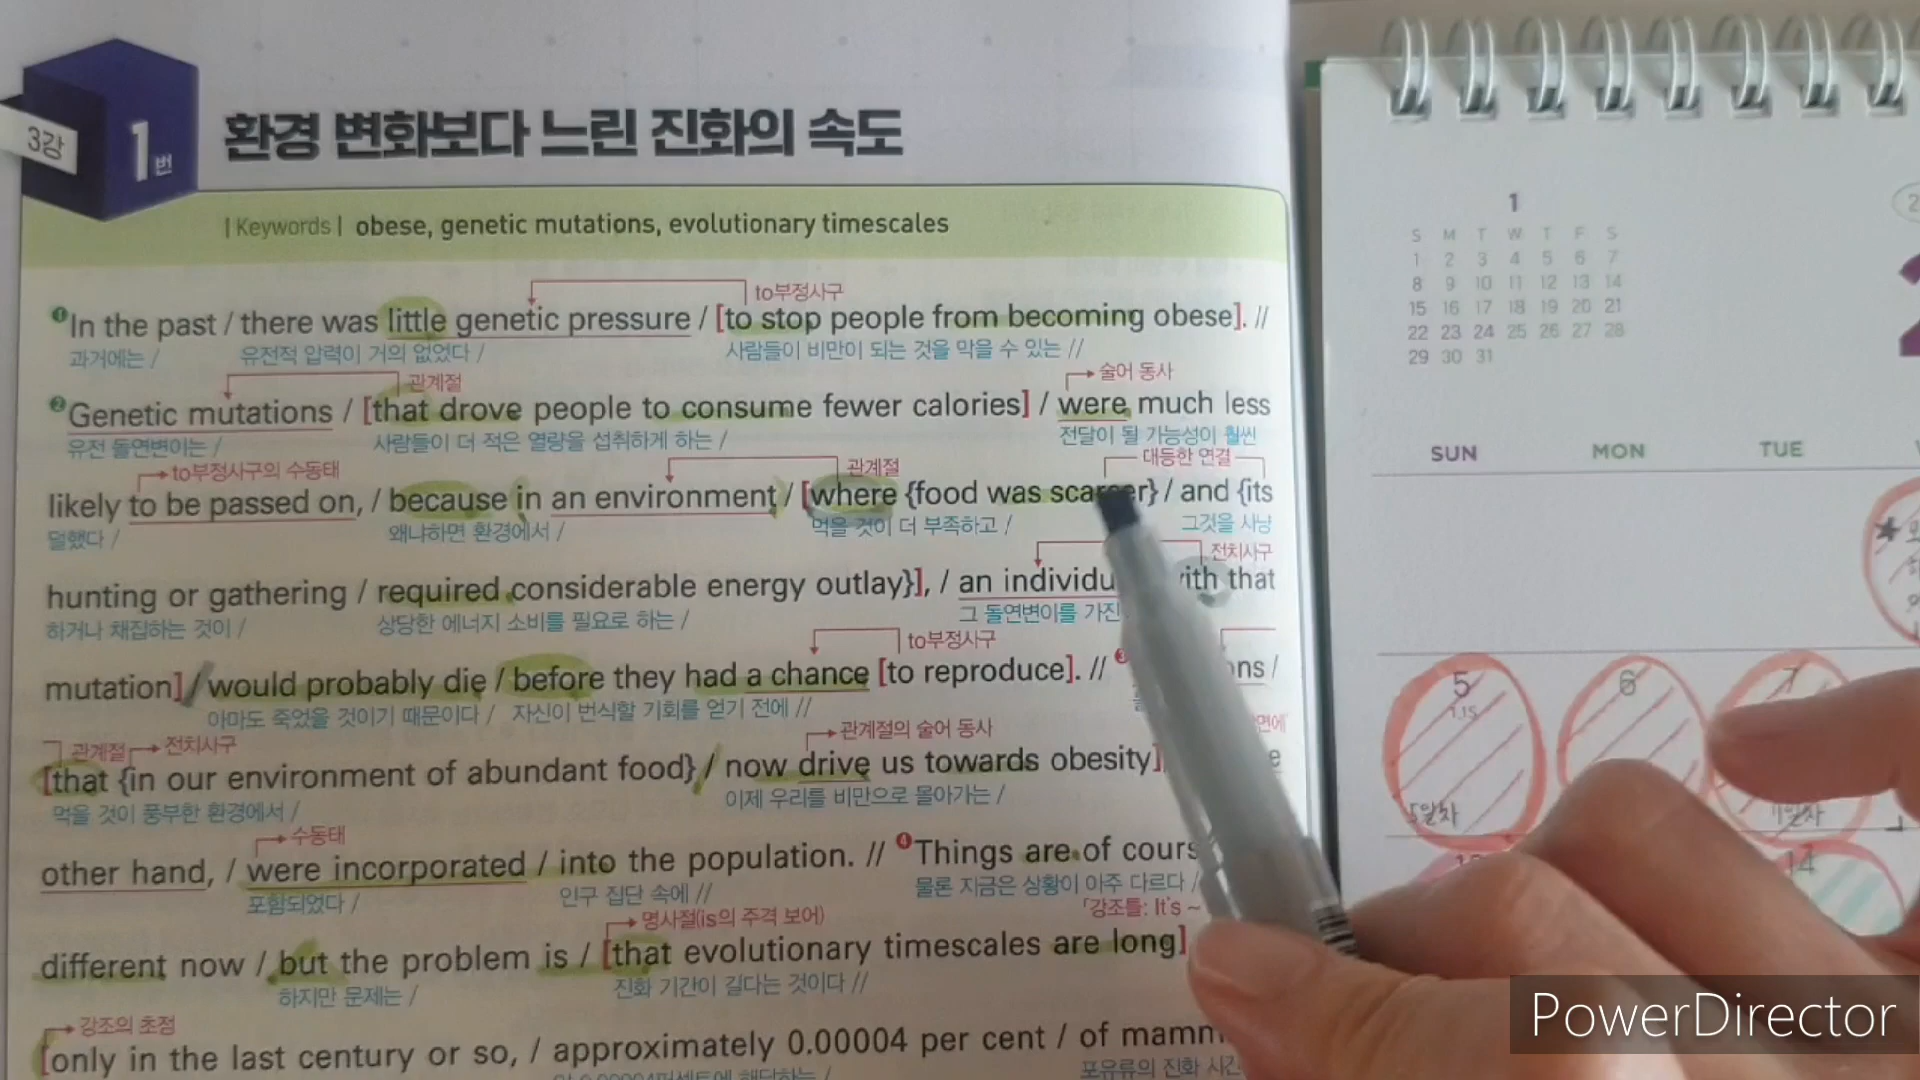 3강
1번
환경 변화보다 느린 진화의 속도
| Keywords | obese, genetic mutations, evolutionary timescales
to부정사구
❶In the past / there was little genetic pressure / [to stop people from becoming obese]. //
과거에는 / 유전적 압력이 거의 없었다 / 사람들이 비만이 되는 것을 막을 수 있는 //
관계절 술어 동사
❷Genetic mutations / [that drove people to consume fewer calories] / were much less
유전 돌연변이는 / 사람들이 더 적은 열량을 섭취하게 하는 / 전달이 될 가능성이 훨씬
to부정사구의 수동태 관계절 대등한 연결
likely to be passed on, / because in an environment / [where {food was scarcer} / and {its
덜했다 / 왜냐하면 환경에서 / 먹을 것이 더 부족하고 / 그것을 사냥
전치사구
hunting or gathering / required considerable energy outlay}], / an with that
하거나 채집하는 것이 / 상당한 에너지 소비를 필요로 하는 / 그 돌연변이를 가진
to부정사구
mutation] / would probably die / before they had a chance [to reproduce]. // ❸ /
아마도 죽었을 것이기 때문이다 / 자신이 번식할 기회를 얻기 전에 //
관계절 전치사구 관계절의 술어 동사
[that {in our environment of abundant food} / now drive us towards obesity]
먹을 것이 풍부한 환경에서 / 이제 우리를 비만으로 몰아가는 /
수동태
other hand, / were incorporated / into the population. // ❹Things are of
포함되었다 / 인구 집단 속에 // 물론 지금은 상황이 아주 다르다 /
명사절(is의 주격 보어) 「강조틀: It's ~
different now / but the problem is / [that evolutionary timescales are long]
하지만 문제는 / 진화 기간이 길다는 것이다 //
강조의 초점
[only in the last century or so, / approximately 0.00004 per cent / of
포유류의 진화
1
S M T W T F S
1 2 3 4 5 6 7
8 9 10 11 12 13 14
15 16 17 18 19 20 21
22 23 24 25 26 27 28
29 30 31
SUN MON TUE
5 6 7
5일차
14
PowerDirector